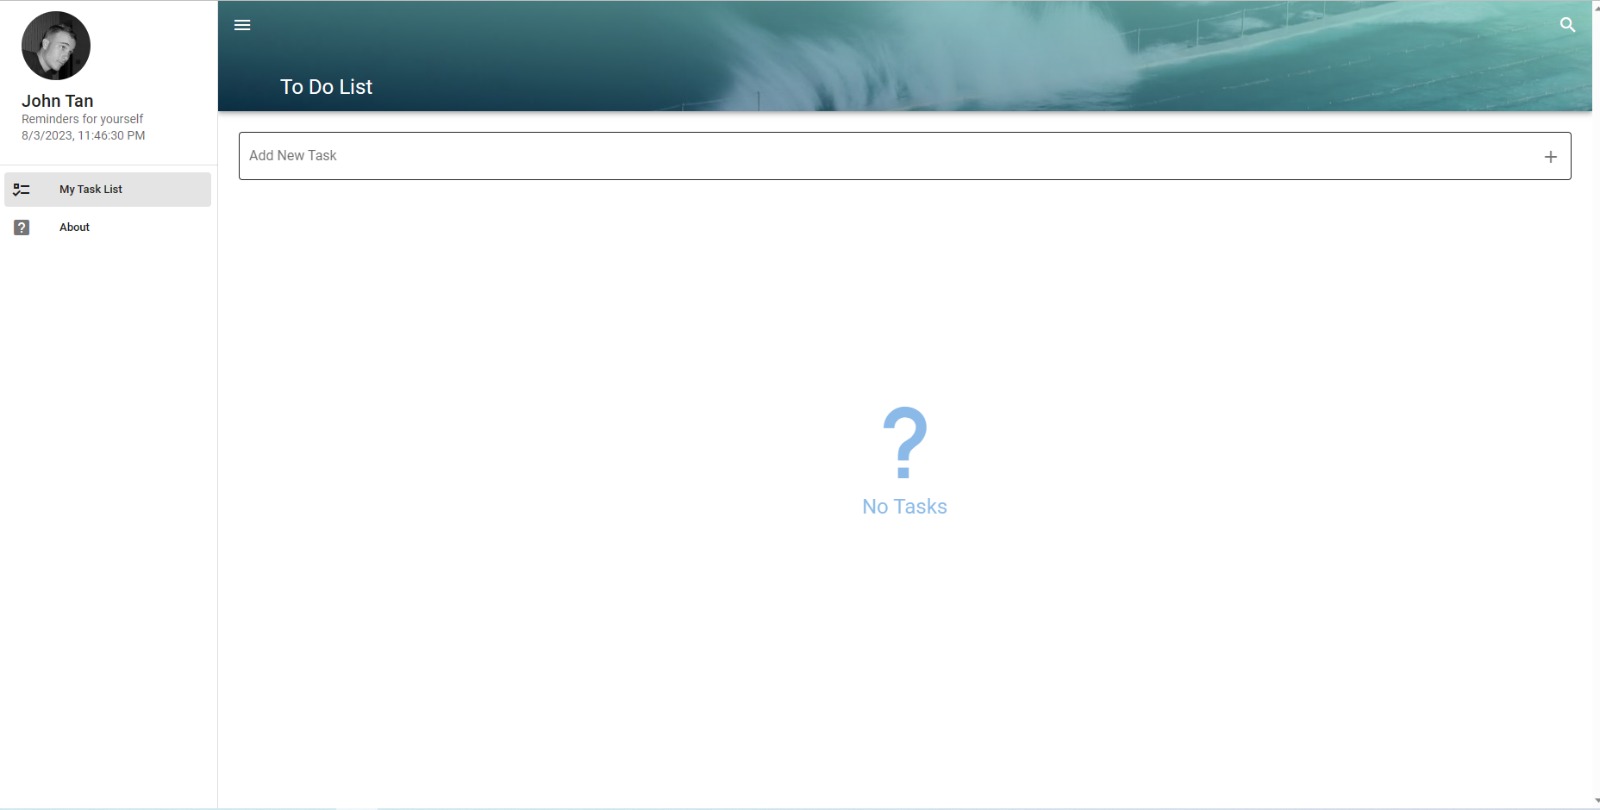 John Tan
Reminders for yourself
8/3/2023, 11:46:30 PM
My Task List
About
To Do List
Add New Task
+
?
No Tasks